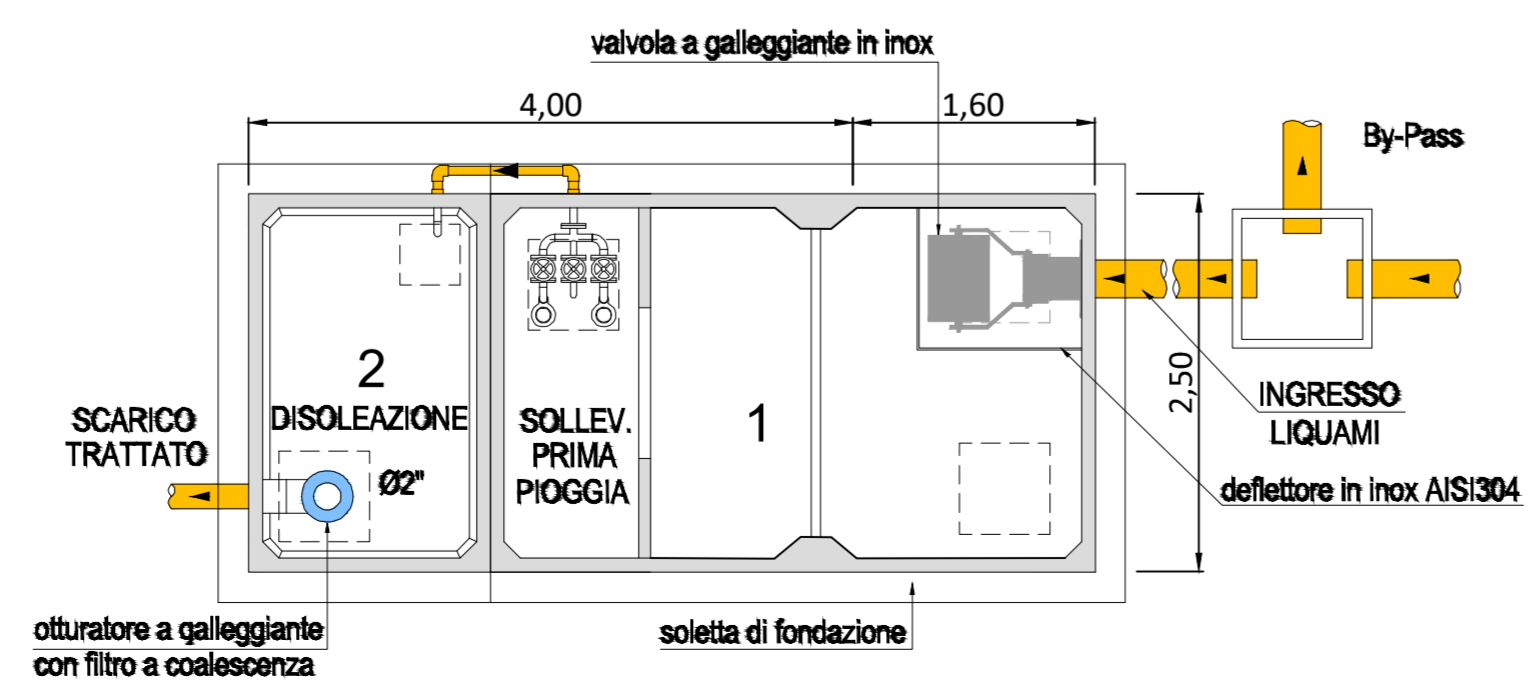 valvola a galleggiante in inox
4,00
1,60
By-Pass
2
DISOLEAZIONE
SOLLEV.
PRIMA
PIOGGIA
1
2,50
INGRESSO
LIQUAMI
SCARICO
TRATTATO
Ø2"
deflettore in inox AISI304
otturatore a galleggiante
con filtro a coalescenza
soletta di fondazione